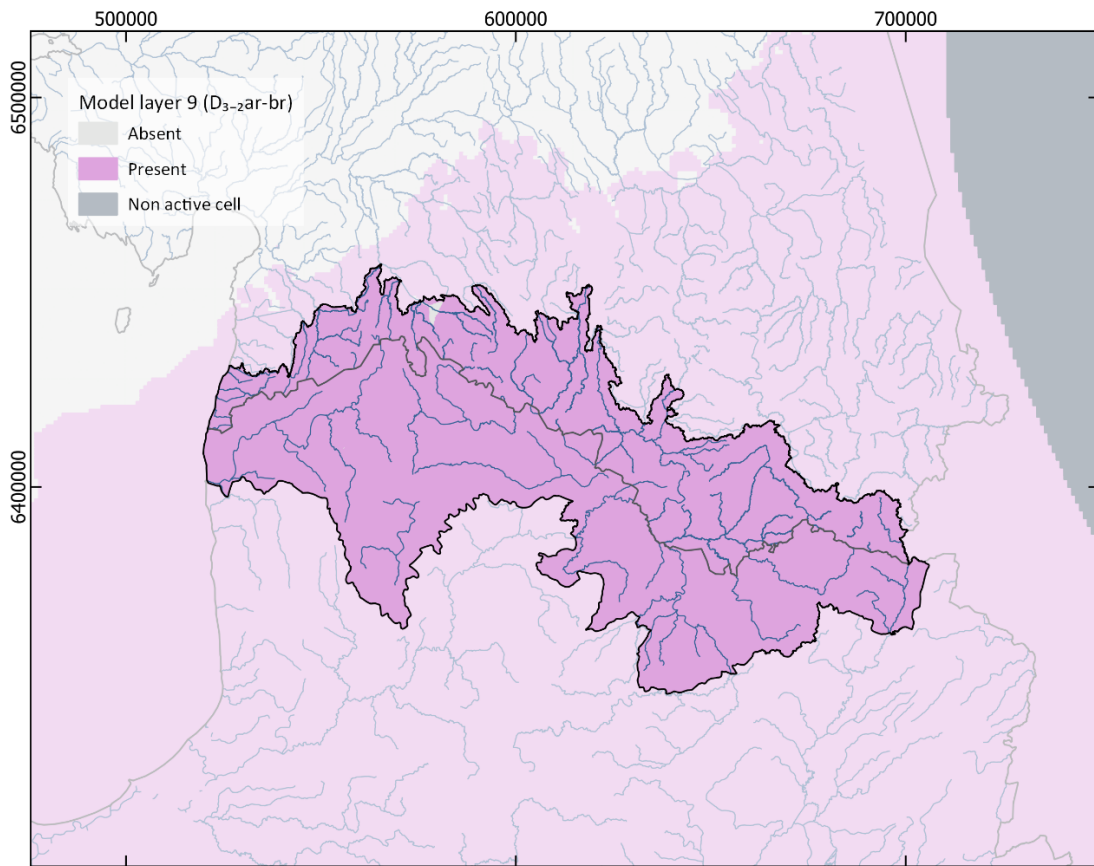 500000
600000
700000
6500000
6400000
Model layer 9 (D₃₋₂ar-br)
Absent
Present
Non active cell